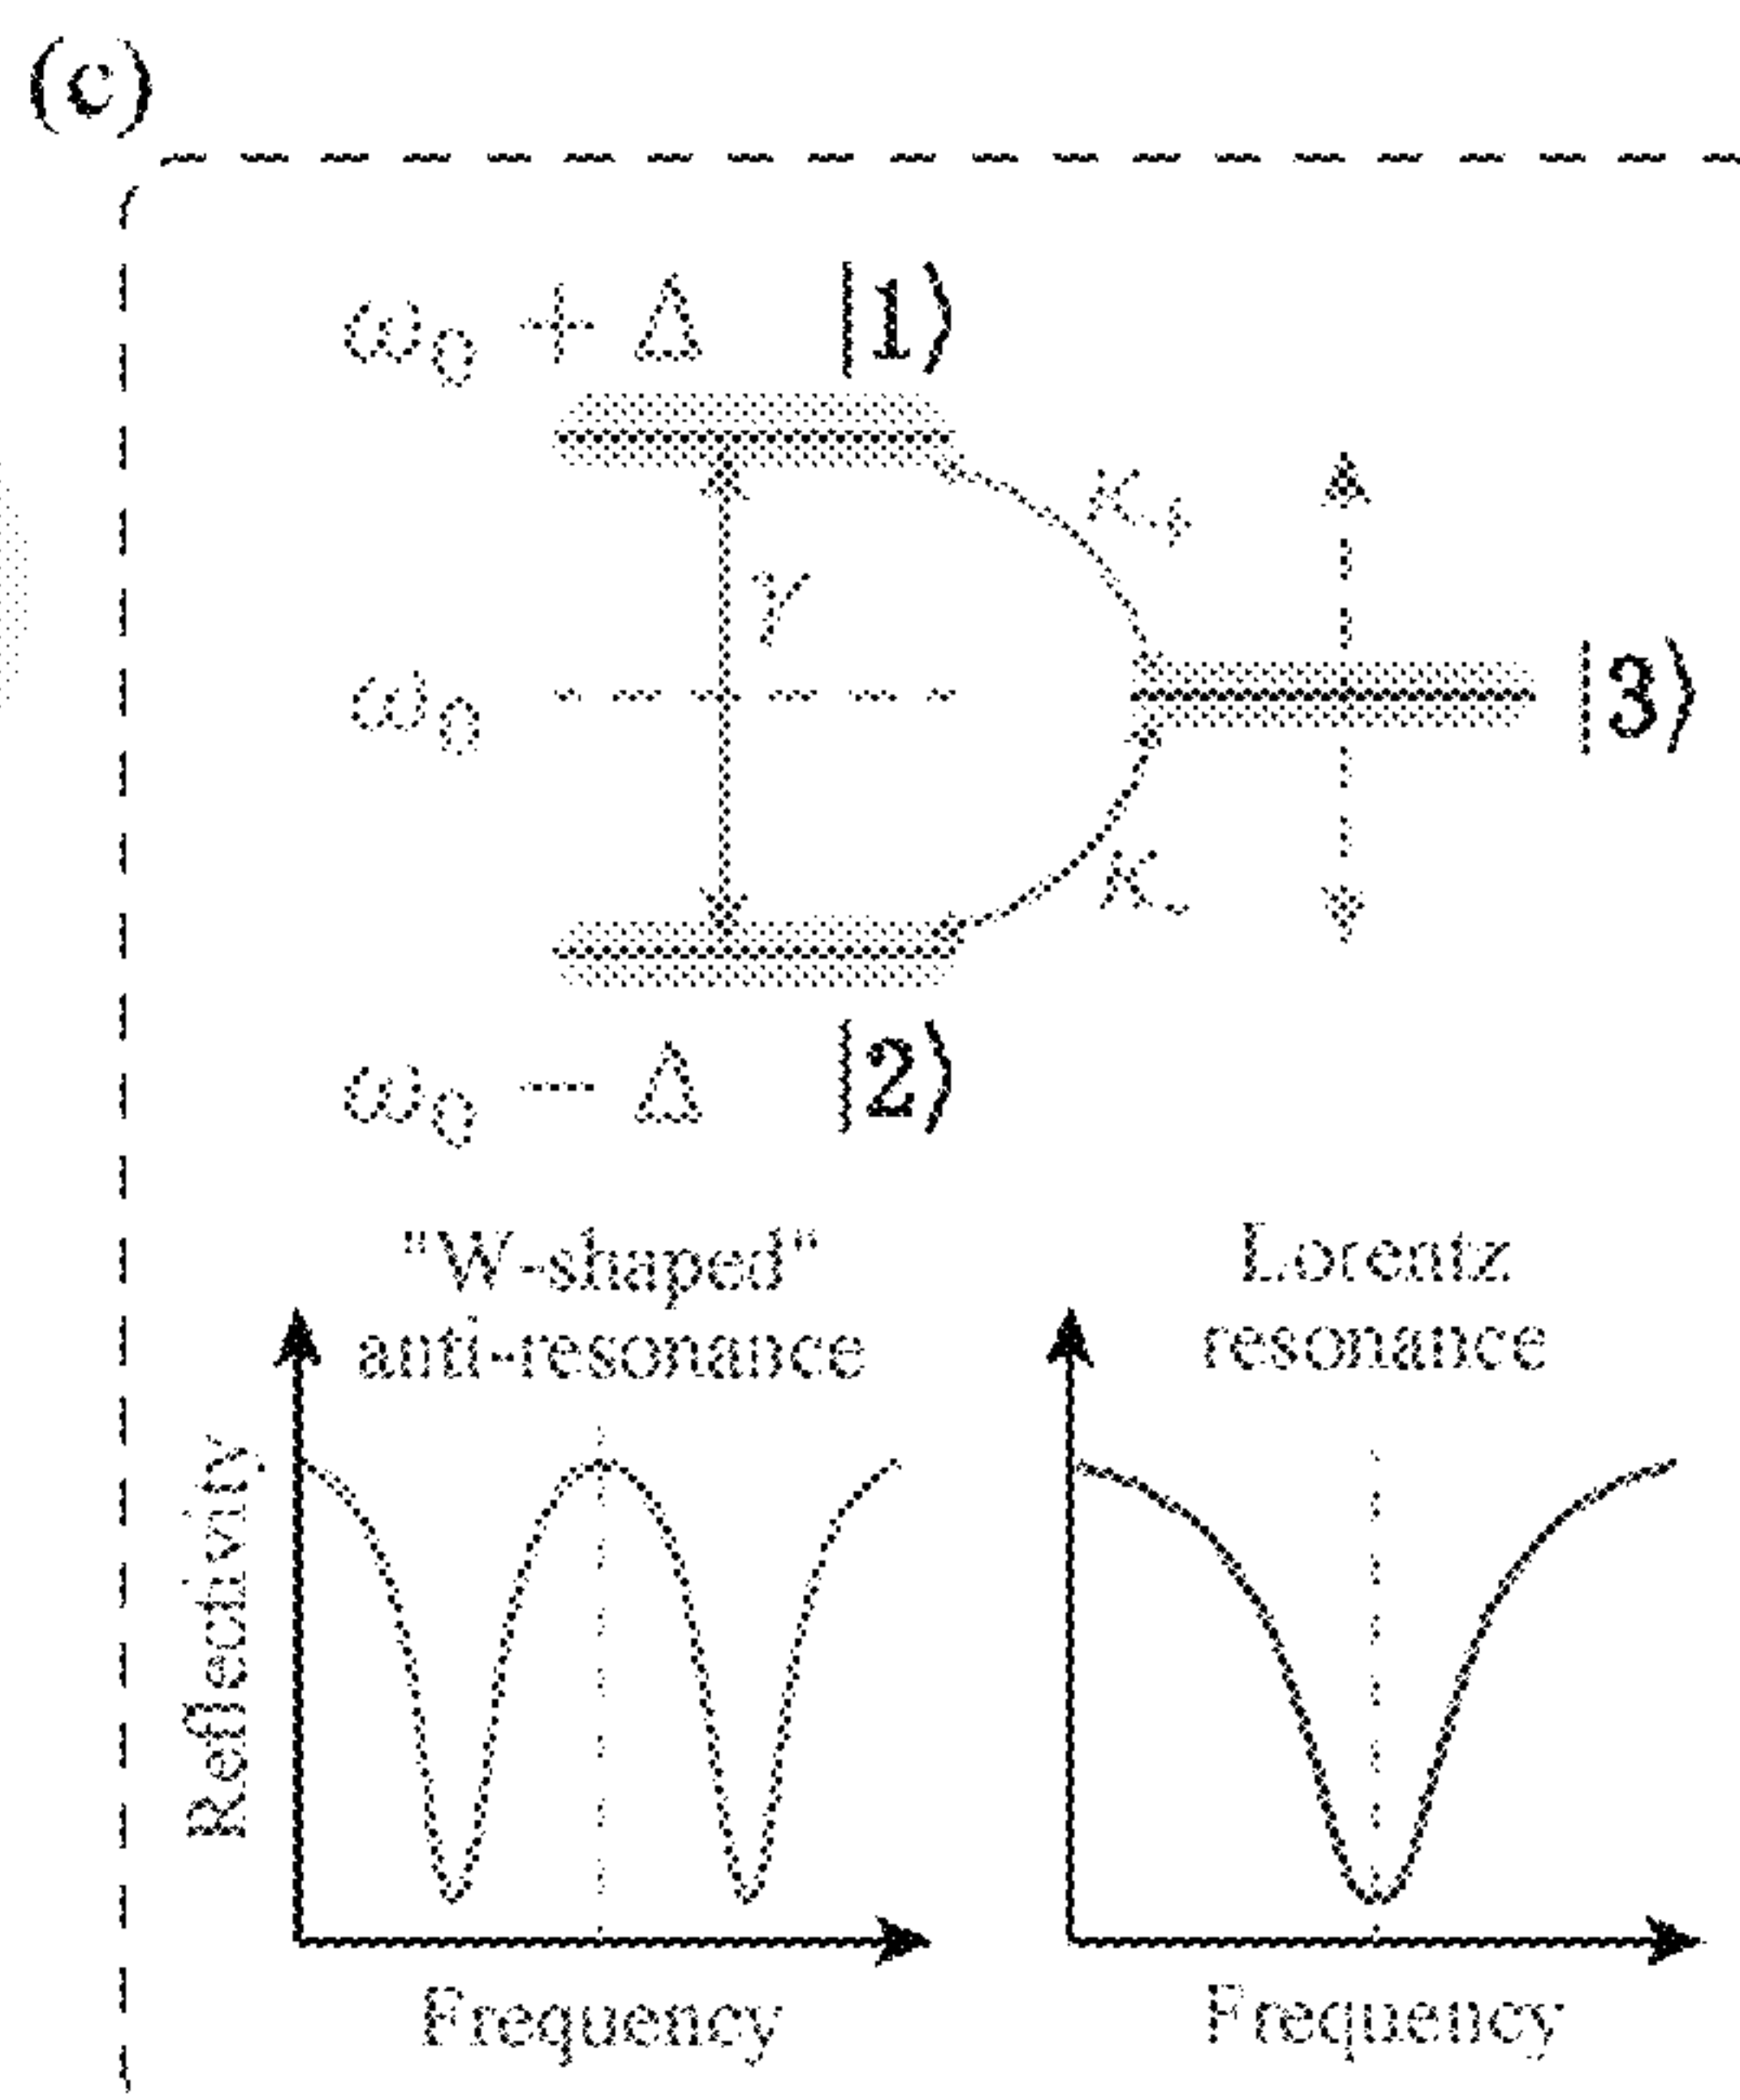 (c)
ω₀ + Δ |1⟩
κ₊
γ
ω₀ |3⟩
κ₋
ω₀ − Δ |2⟩
"W-shaped"
anti-resonance
Lorentz
resonance
Reflectivity
Frequency
Frequency